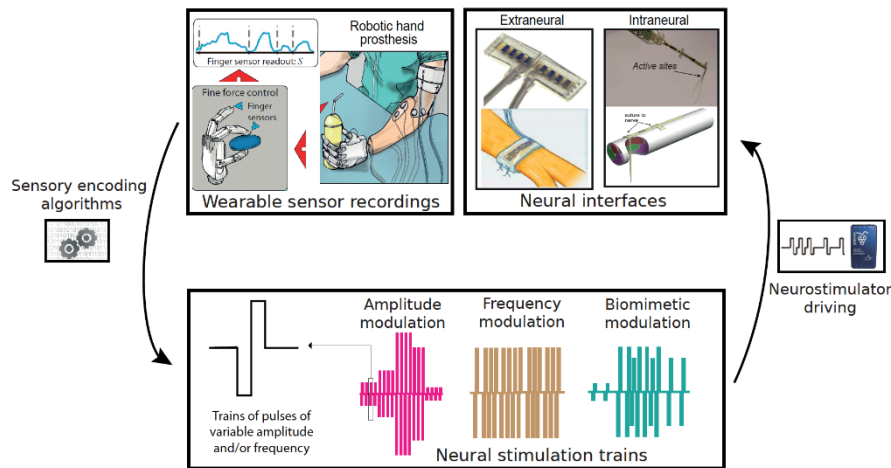 Finger sensor readout: S
Fine force control
Finger
sensors
Robotic hand
prosthesis
Wearable sensor recordings
Extraneural
Intraneural
Active sites
suture to
nerve
Neural interfaces
Sensory encoding
algorithms
Neurostimulator
driving
Amplitude
modulation
Frequency
modulation
Biomimetic
modulation
Trains of pulses of
variable amplitude
and/or frequency
Neural stimulation trains